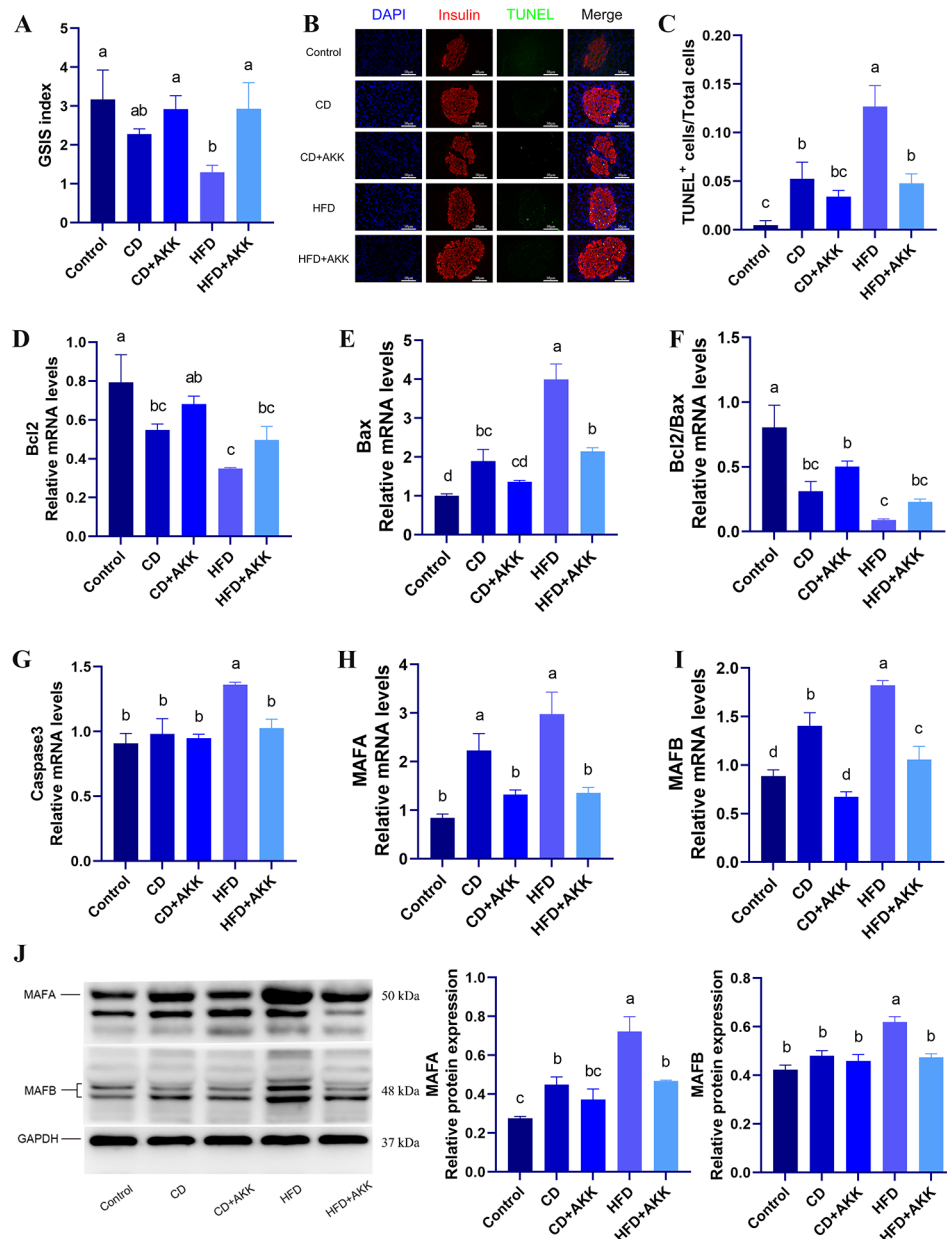 A
GSIS index
5
4
3
2
1
0
a
ab
a
b
a
Control
CD
CD+AKK
HFD
HFD+AKK
B
DAPI
Insulin
TUNEL
Merge
Control
CD
CD+AKK
HFD
HFD+AKK
C
TUNEL+ cells/Total cells
0.20
0.15
0.10
0.05
0.00
c
b
bc
a
b
Control
CD
CD+AKK
HFD
HFD+AKK
D
Bcl2
Relative mRNA levels
1.0
0.8
0.6
0.4
0.2
0.0
a
bc
ab
c
bc
Control
CD
CD+AKK
HFD
HFD+AKK
E
Bax
Relative mRNA levels
5
4
3
2
1
0
d
bc
cd
a
b
Control
CD
CD+AKK
HFD
HFD+AKK
F
Bcl2/Bax
Relative mRNA levels
1.5
1.0
0.5
0.0
a
bc
b
c
bc
Control
CD
CD+AKK
HFD
HFD+AKK
G
Caspase3
Relative mRNA levels
1.5
1.0
0.5
0.0
b
b
b
a
b
Control
CD
CD+AKK
HFD
HFD+AKK
H
MAFA
Relative mRNA levels
4
3
2
1
0
b
a
b
a
b
Control
CD
CD+AKK
HFD
HFD+AKK
I
MAFB
Relative mRNA levels
2.0
1.5
1.0
0.5
0.0
d
b
d
a
c
Control
CD
CD+AKK
HFD
HFD+AKK
J
MAFA
50 kDa
MAFB
48 kDa
GAPDH
37 kDa
Control
CD
CD+AKK
HFD
HFD+AKK
MAFA
Relative protein expression
1.0
0.8
0.6
0.4
0.2
0.0
c
b
bc
a
b
Control
CD
CD+AKK
HFD
HFD+AKK
MAFB
Relative protein expression
0.8
0.6
0.4
0.2
0.0
b
b
b
a
b
Control
CD
CD+AKK
HFD
HFD+AKK